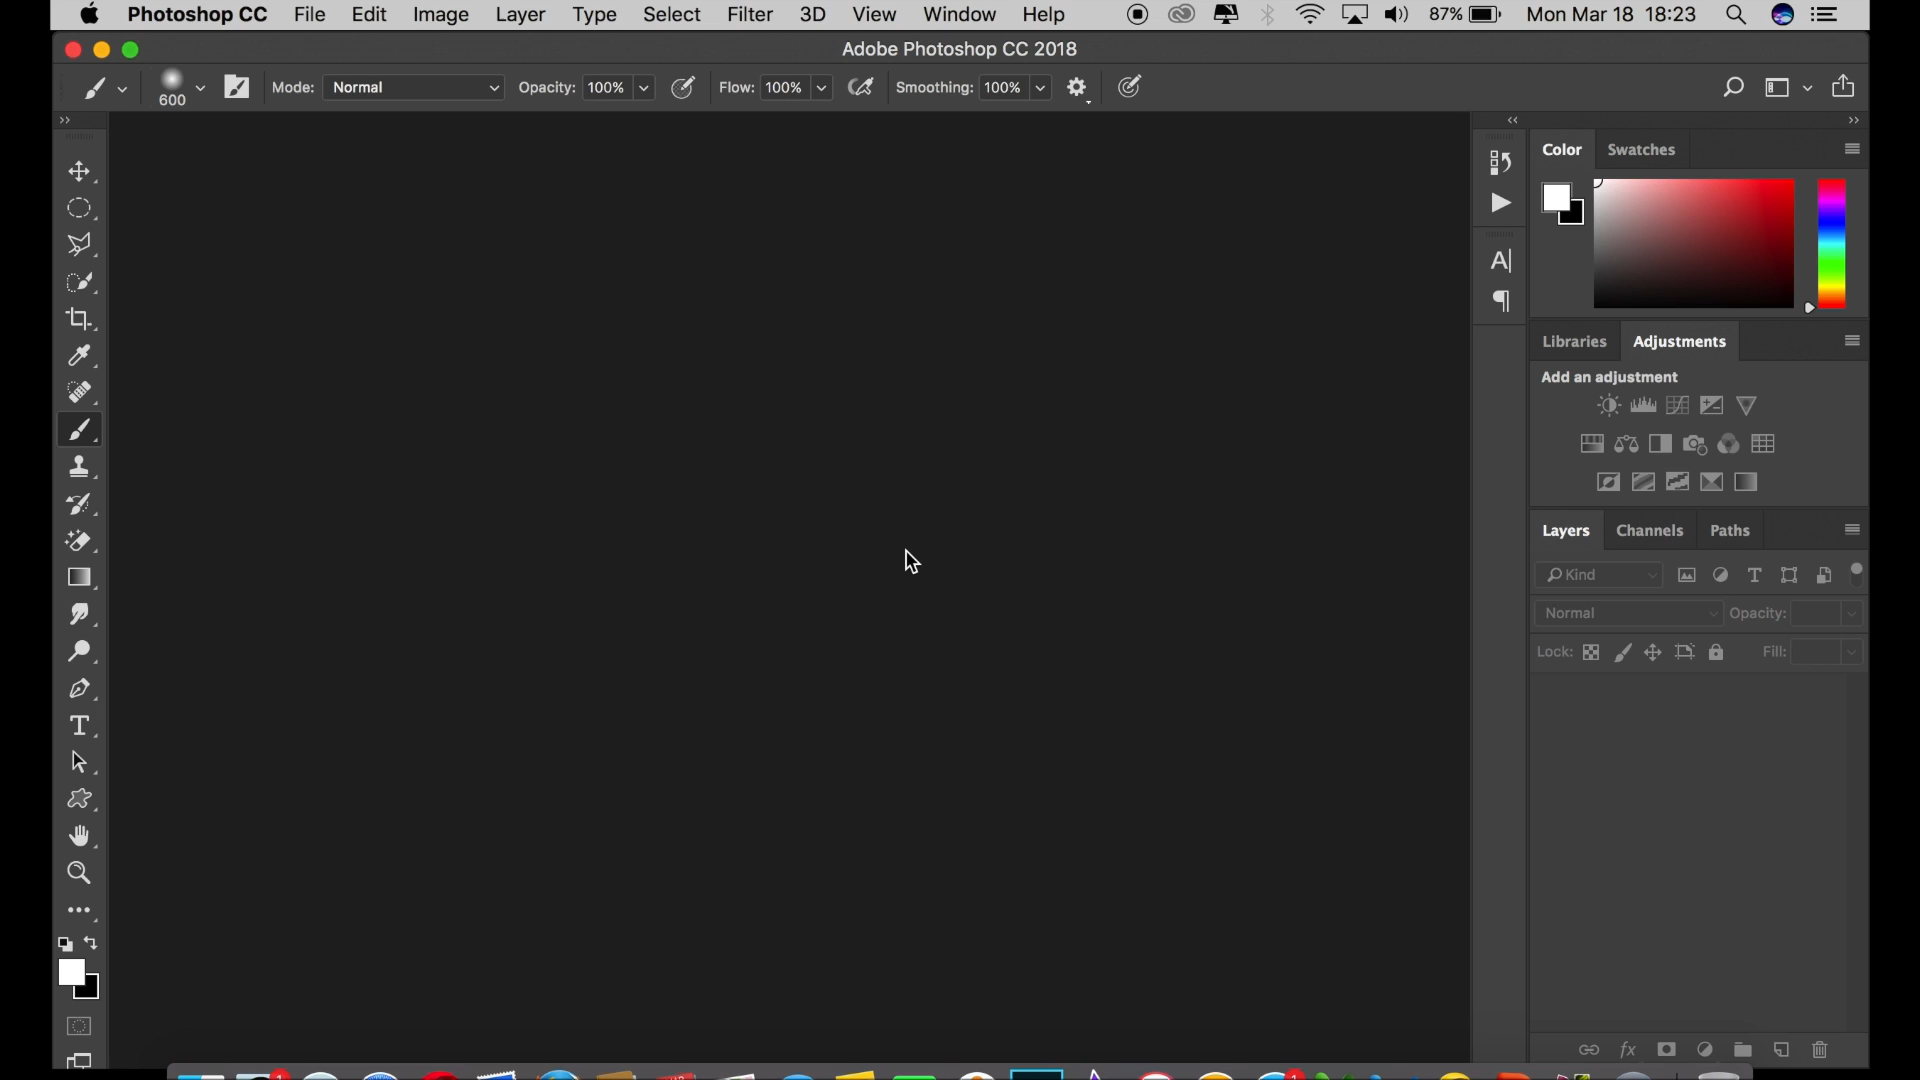 Photoshop CC File Edit Image Layer Type Select Filter 3D View Window Help 87% Mon Mar 18 18:23
Adobe Photoshop CC 2018
600 Mode: Normal Opacity: 100% Flow: 100% Smoothing: 100%
Color Swatches
Libraries Adjustments
Add an adjustment
Layers Channels Paths
Kind
Normal Opacity:
Lock: Fill: